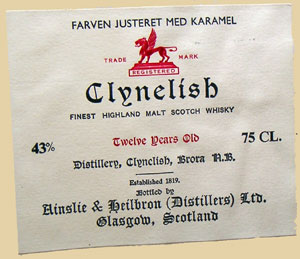 FARVEN JUSTERET MED KARAMEL
TRADE MARK
REGISTERED
Clynelish
FINEST HIGHLAND MALT SCOTCH WHISKY
43% Twelve Years Old 75 CL.
Distillery, Clynelish, Brora N.B.
Established 1819.
Bottled by
Ainslie & Heilbron (Distillers) Ltd.
Glasgow, Scotland